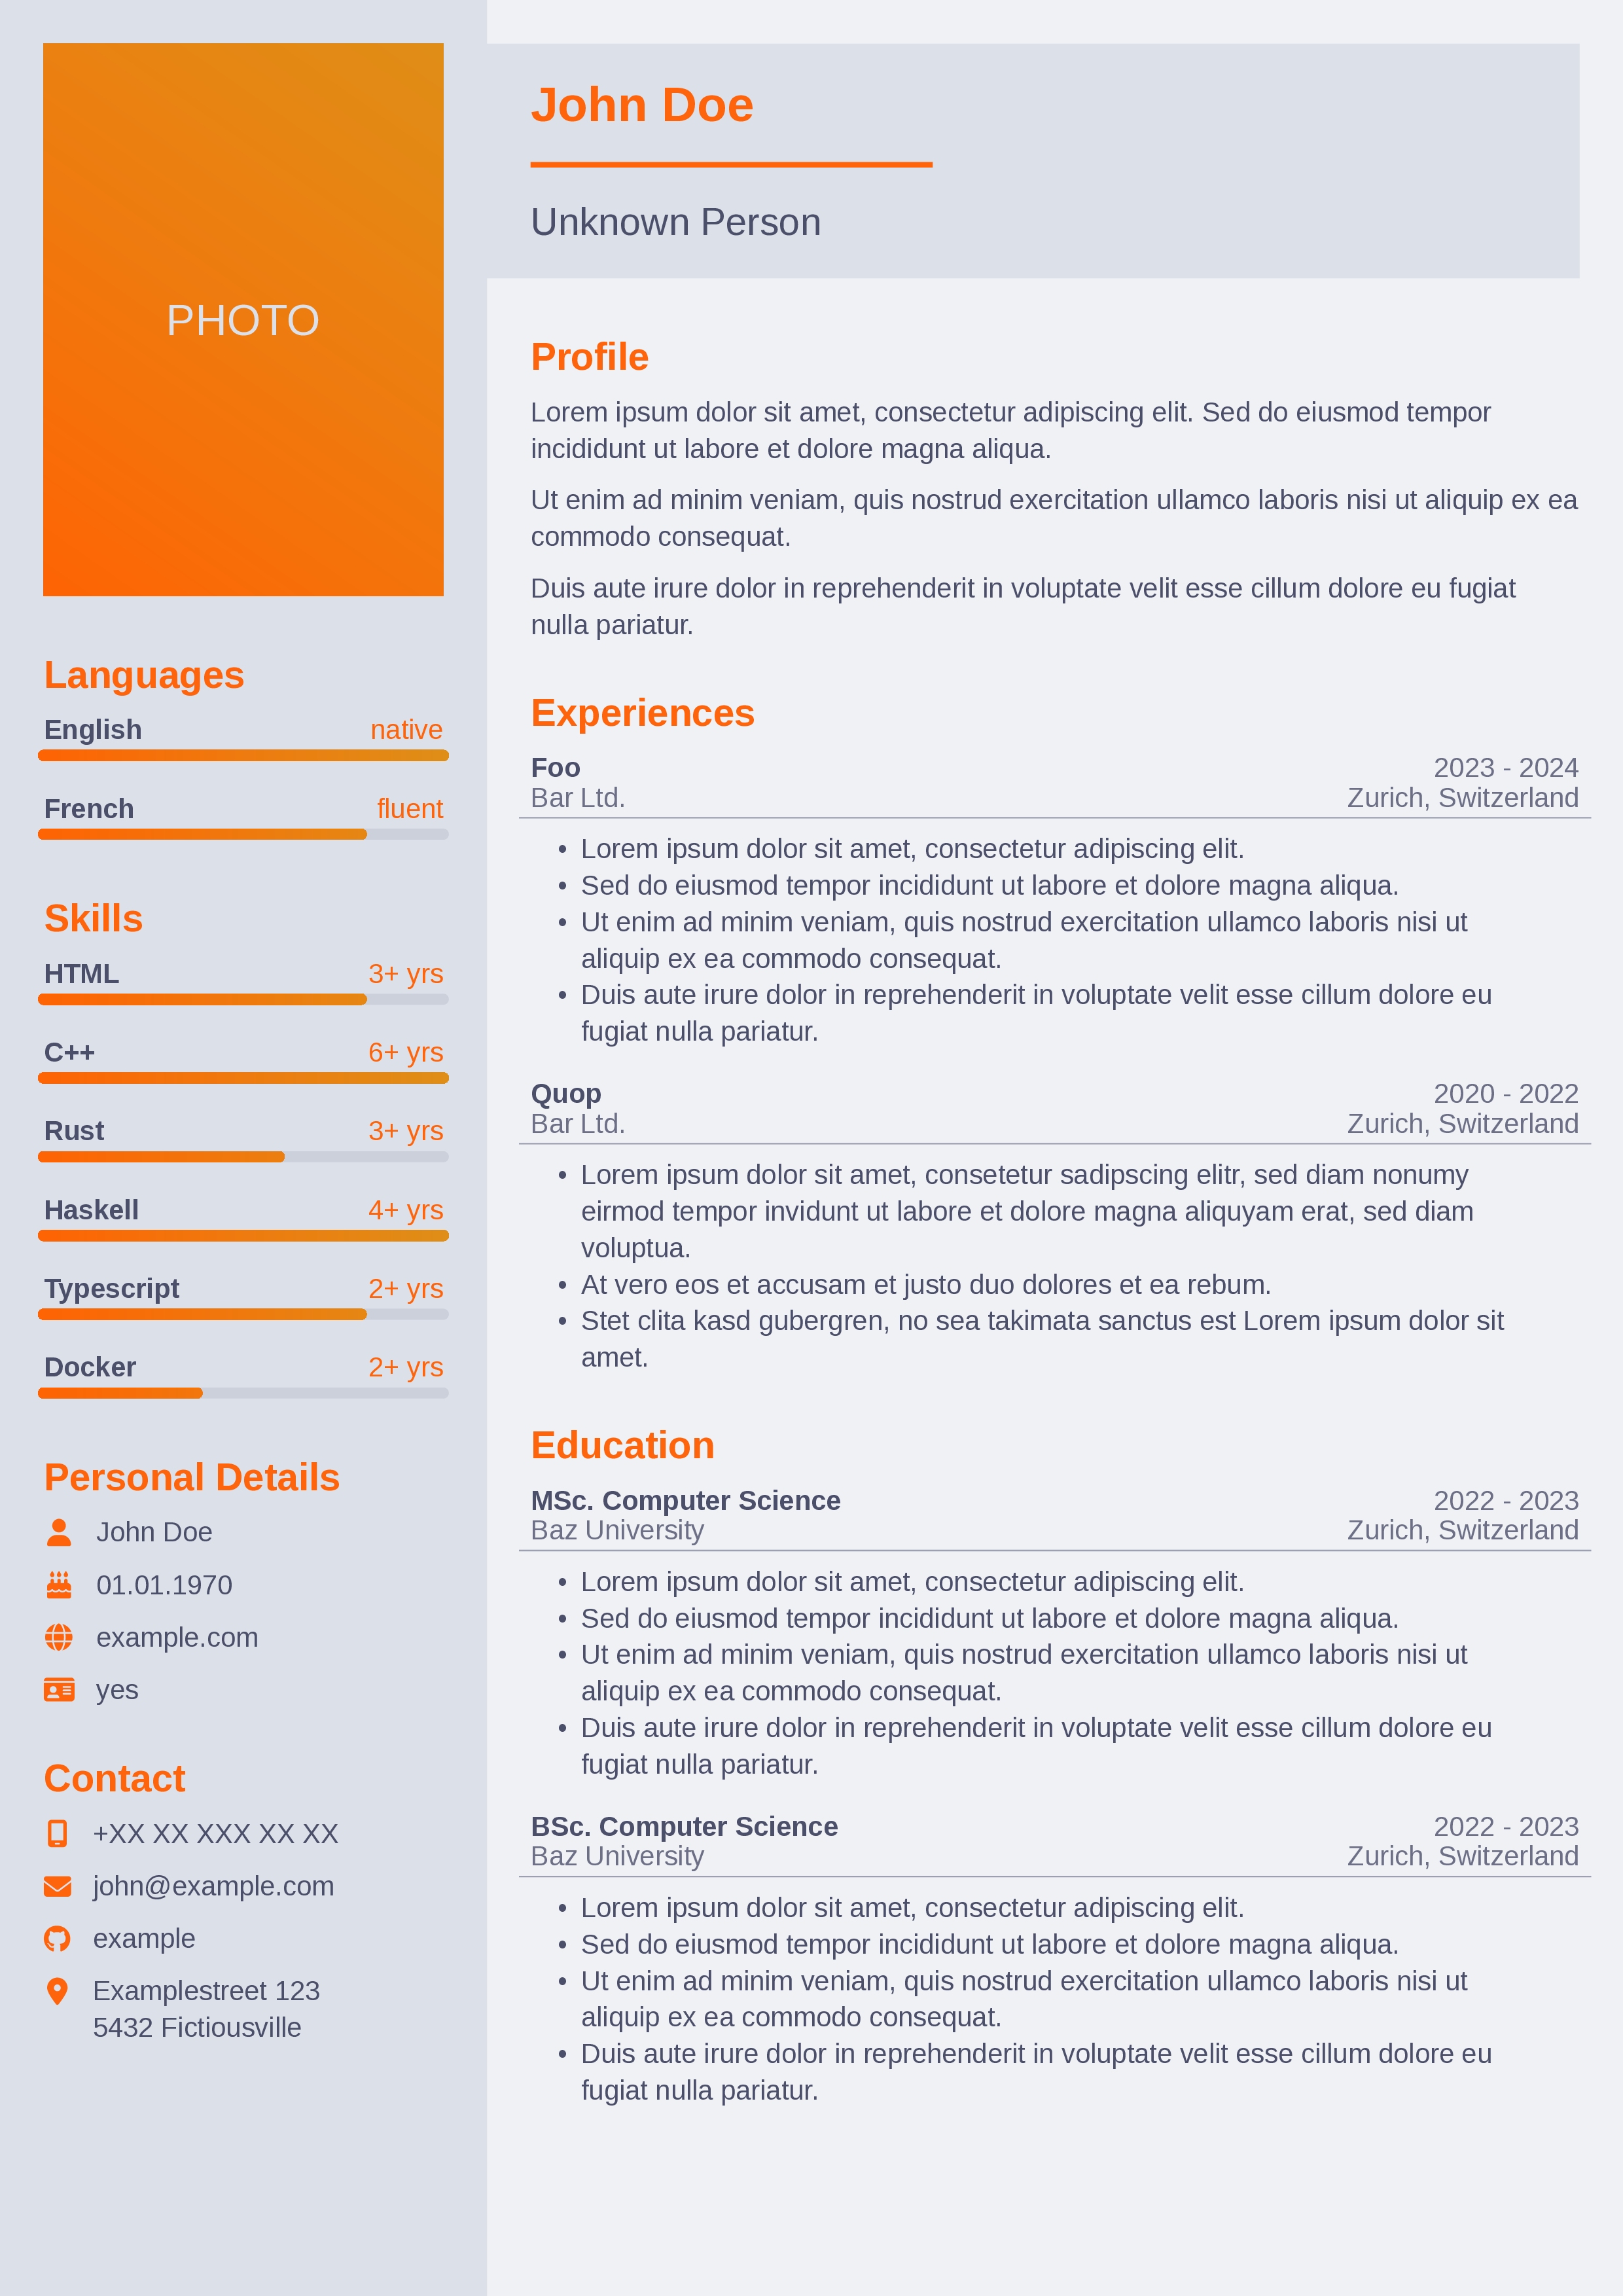 PHOTO
Languages
English native
French fluent
Skills
HTML 3+ yrs
C++ 6+ yrs
Rust 3+ yrs
Haskell 4+ yrs
Typescript 2+ yrs
Docker 2+ yrs
Personal Details
John Doe
01.01.1970
example.com
yes
Contact
+XX XX XXX XX XX
john@example.com
example
Examplestreet 123
5432 Fictiousville
John Doe
Unknown Person
Profile
Lorem ipsum dolor sit amet, consectetur adipiscing elit. Sed do eiusmod tempor
incididunt ut labore et dolore magna aliqua.
Ut enim ad minim veniam, quis nostrud exercitation ullamco laboris nisi ut aliquip ex ea
commodo consequat.
Duis aute irure dolor in reprehenderit in voluptate velit esse cillum dolore eu fugiat
nulla pariatur.
Experiences
Foo 2023 - 2024
Bar Ltd. Zurich, Switzerland
• Lorem ipsum dolor sit amet, consectetur adipiscing elit.
• Sed do eiusmod tempor incididunt ut labore et dolore magna aliqua.
• Ut enim ad minim veniam, quis nostrud exercitation ullamco laboris nisi ut
aliquip ex ea commodo consequat.
• Duis aute irure dolor in reprehenderit in voluptate velit esse cillum dolore eu
fugiat nulla pariatur.
Quop 2020 - 2022
Bar Ltd. Zurich, Switzerland
• Lorem ipsum dolor sit amet, consetetur sadipscing elitr, sed diam nonumy
eirmod tempor invidunt ut labore et dolore magna aliquyam erat, sed diam
voluptua.
• At vero eos et accusam et justo duo dolores et ea rebum.
• Stet clita kasd gubergren, no sea takimata sanctus est Lorem ipsum dolor sit
amet.
Education
MSc. Computer Science 2022 - 2023
Baz University Zurich, Switzerland
• Lorem ipsum dolor sit amet, consectetur adipiscing elit.
• Sed do eiusmod tempor incididunt ut labore et dolore magna aliqua.
• Ut enim ad minim veniam, quis nostrud exercitation ullamco laboris nisi ut
aliquip ex ea commodo consequat.
• Duis aute irure dolor in reprehenderit in voluptate velit esse cillum dolore eu
fugiat nulla pariatur.
BSc. Computer Science 2022 - 2023
Baz University Zurich, Switzerland
• Lorem ipsum dolor sit amet, consectetur adipiscing elit.
• Sed do eiusmod tempor incididunt ut labore et dolore magna aliqua.
• Ut enim ad minim veniam, quis nostrud exercitation ullamco laboris nisi ut
aliquip ex ea commodo consequat.
• Duis aute irure dolor in reprehenderit in voluptate velit esse cillum dolore eu
fugiat nulla pariatur.